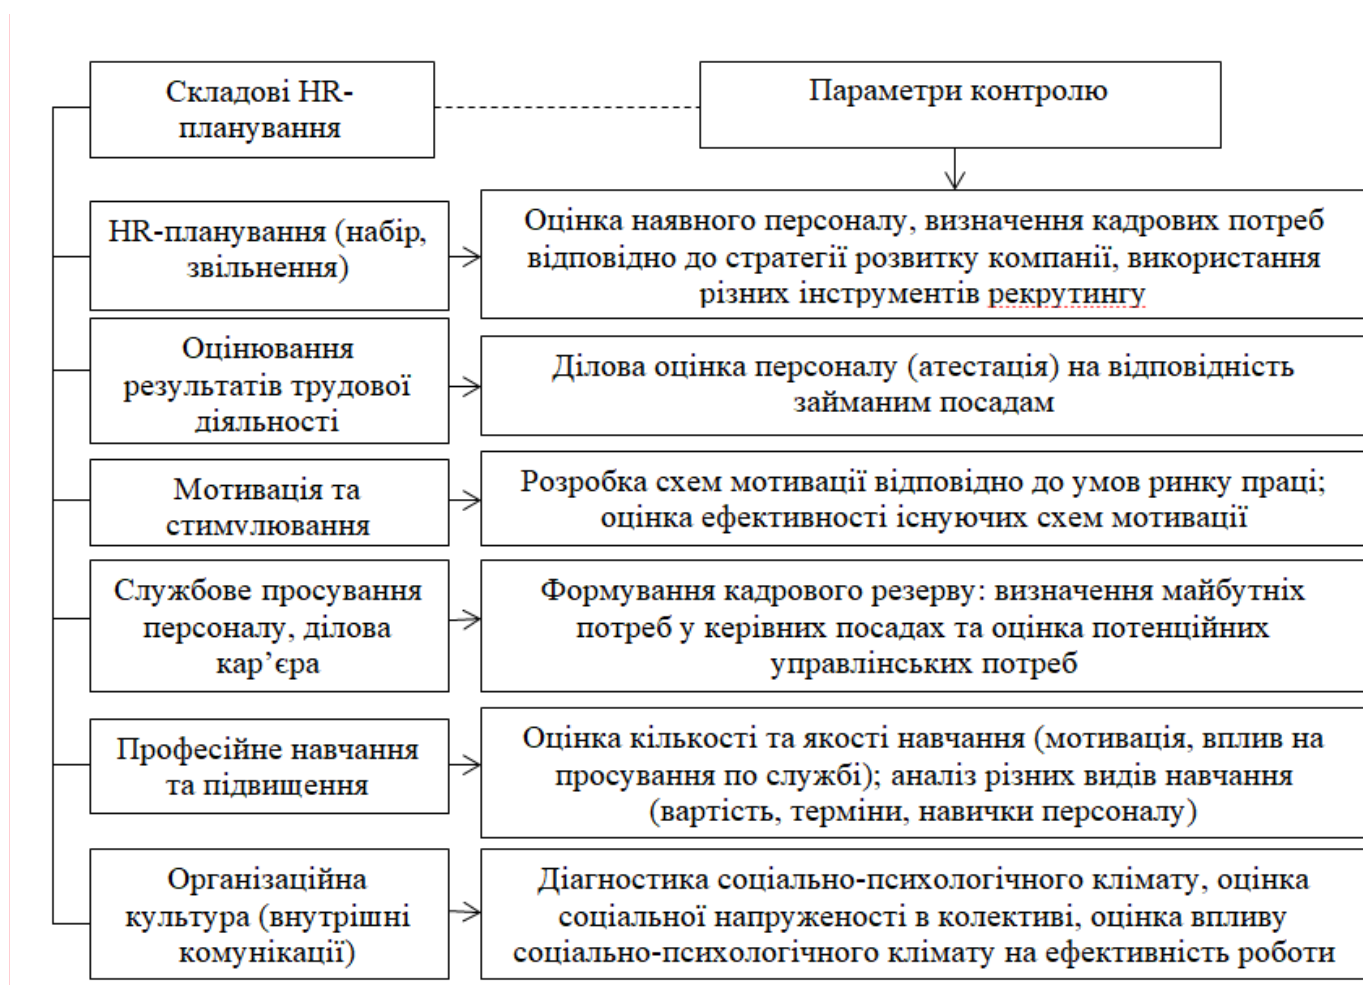 Складові HR-
планування
Параметри контролю
HR-планування (набір,
звільнення)
Оцінка наявного персоналу, визначення кадрових потреб
відповідно до стратегії розвитку компанії, використання
різних інструментів рекрутингу
Оцінювання
результатів трудової
діяльності
Ділова оцінка персоналу (атестація) на відповідність
займаним посадам
Мотивація та
стимулювання
Розробка схем мотивації відповідно до умов ринку праці;
оцінка ефективності існуючих схем мотивації
Службове просування
персоналу, ділова
кар’єра
Формування кадрового резерву: визначення майбутніх
потреб у керівних посадах та оцінка потенційних
управлінських потреб
Професійне навчання
та підвищення
Оцінка кількості та якості навчання (мотивація, вплив на
просування по службі); аналіз різних видів навчання
(вартість, терміни, навички персоналу)
Організаційна
культура (внутрішні
комунікації)
Діагностика соціально-психологічного клімату, оцінка
соціальної напруженості в колективі, оцінка впливу
соціально-психологічного клімату на ефективність роботи